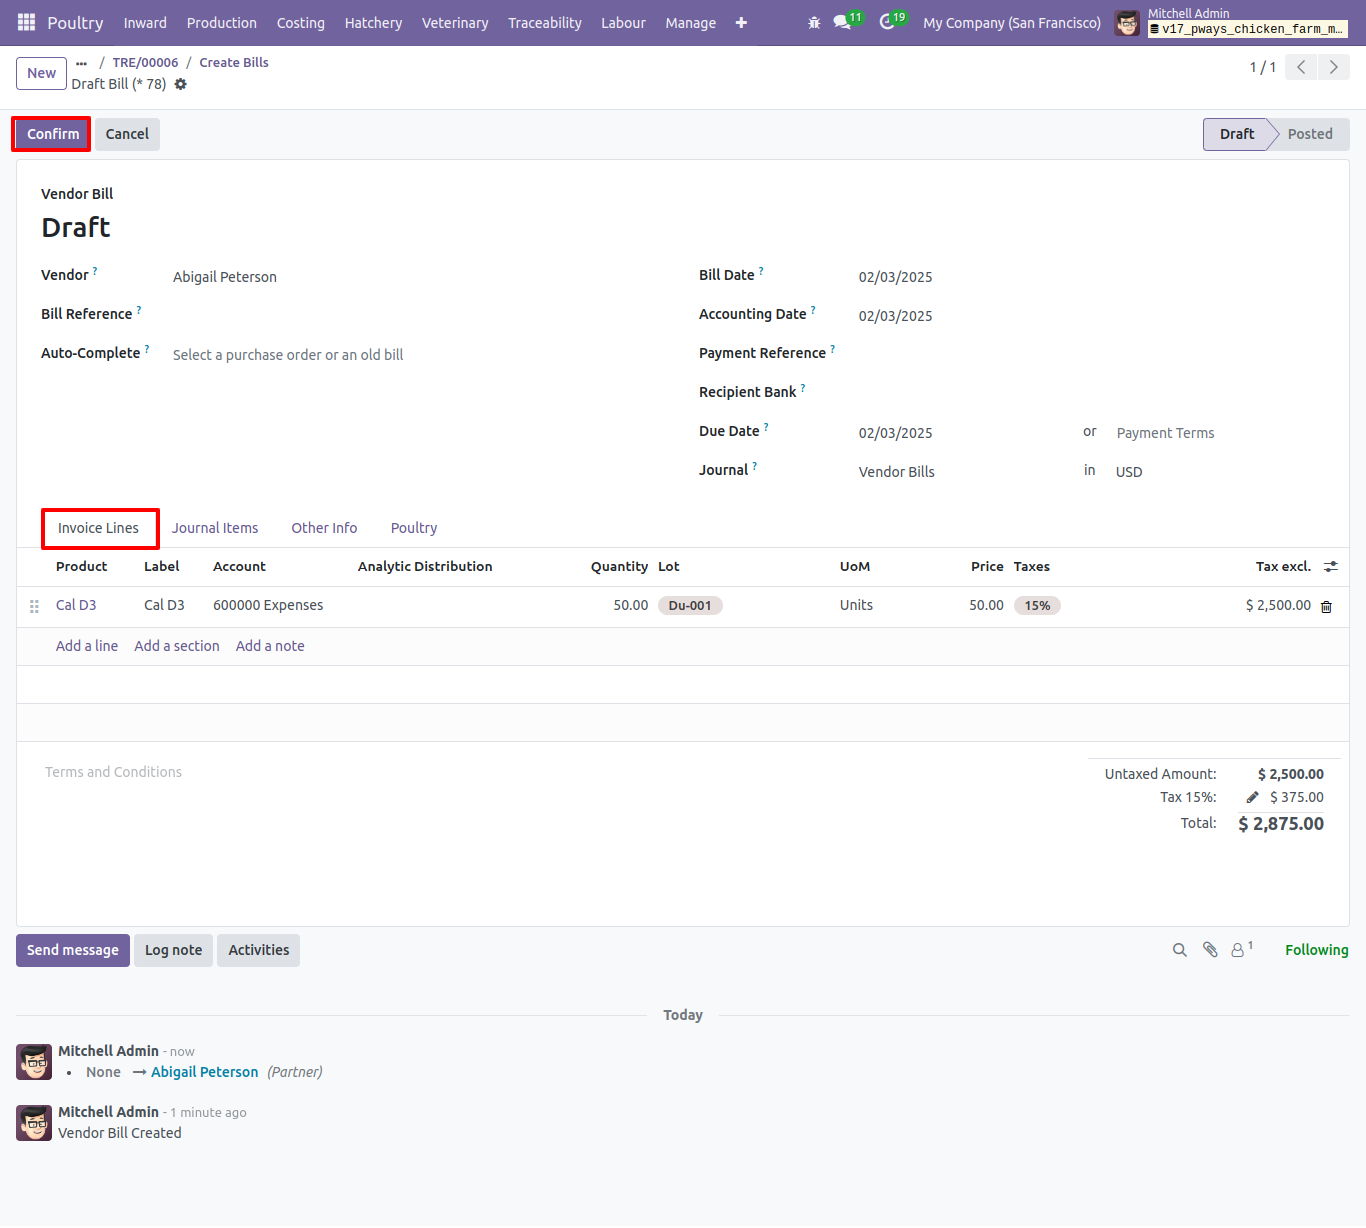 Poultry Inward Production Costing Hatchery Veterinary Traceability Labour Manage + 11 19 My Company (San Francisco) Mitchell Admin
v17_pways_chicken_farm_m...
New ... / TRE/00006 / Create Bills
Draft Bill (* 78)
1 / 1
Confirm Cancel Draft Posted
Vendor Bill
Draft
Vendor ? Abigail Peterson Bill Date ? 02/03/2025
Bill Reference ? Accounting Date ? 02/03/2025
Auto-Complete ? Select a purchase order or an old bill Payment Reference ?
Recipient Bank ?
Due Date ? 02/03/2025 or Payment Terms
Journal ? Vendor Bills in USD
Invoice Lines Journal Items Other Info Poultry
Product Label Account Analytic Distribution Quantity Lot UoM Price Taxes Tax excl.
Cal D3 Cal D3 600000 Expenses 50.00 Du-001 Units 50.00 15% $ 2,500.00
Add a line Add a section Add a note
Terms and Conditions
Untaxed Amount: $ 2,500.00
Tax 15%: $ 375.00
Total: $ 2,875.00
Send message Log note Activities 1 Following
Today
Mitchell Admin - now
• None → Abigail Peterson (Partner)
Mitchell Admin - 1 minute ago
Vendor Bill Created